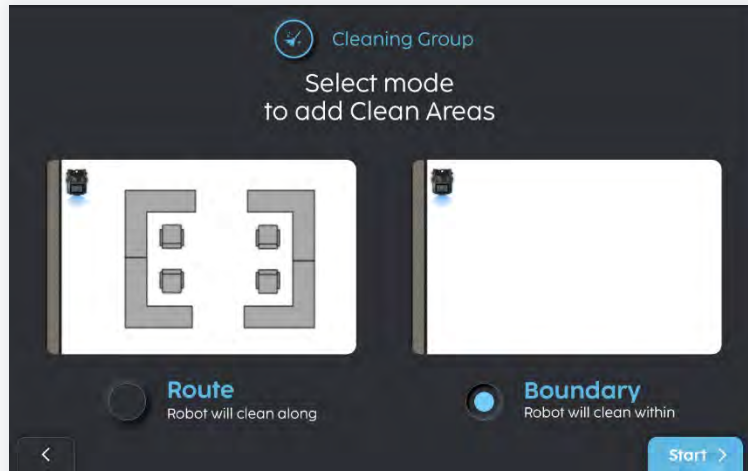 Cleaning Group
Select mode
to add Clean Areas
Route
Robot will clean along
Boundary
Robot will clean within
Start